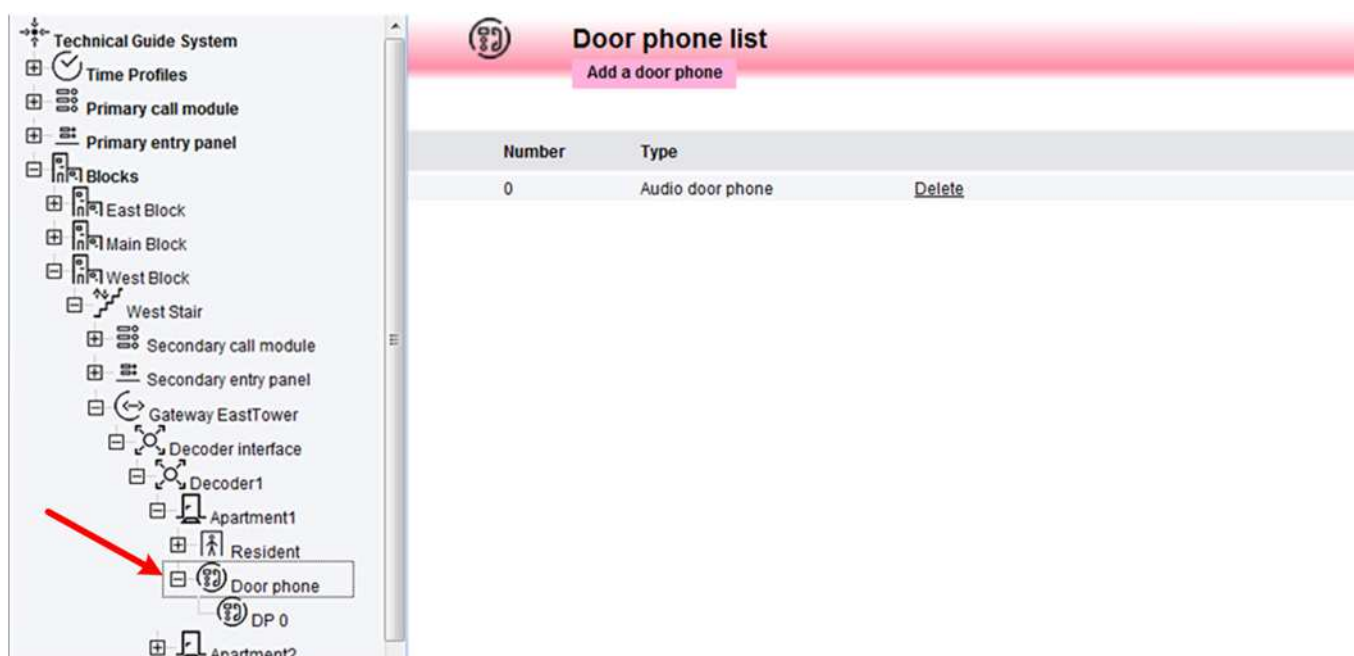 Technical Guide System
Time Profiles
Primary call module
Primary entry panel
Blocks
East Block
Main Block
West Block
West Stair
Secondary call module
Secondary entry panel
Gateway EastTower
Decoder interface
Decoder1
Apartment1
Resident
Door phone
DP 0
Apartment2
Door phone list
Add a door phone
Number Type
0 Audio door phone Delete